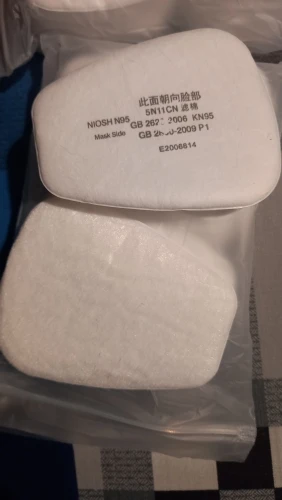 此面朝向脸部
5N11CN 滤棉
NIOSH N95
GB 2006 KN95
Mask Side
GB -2009 P1
E2008814